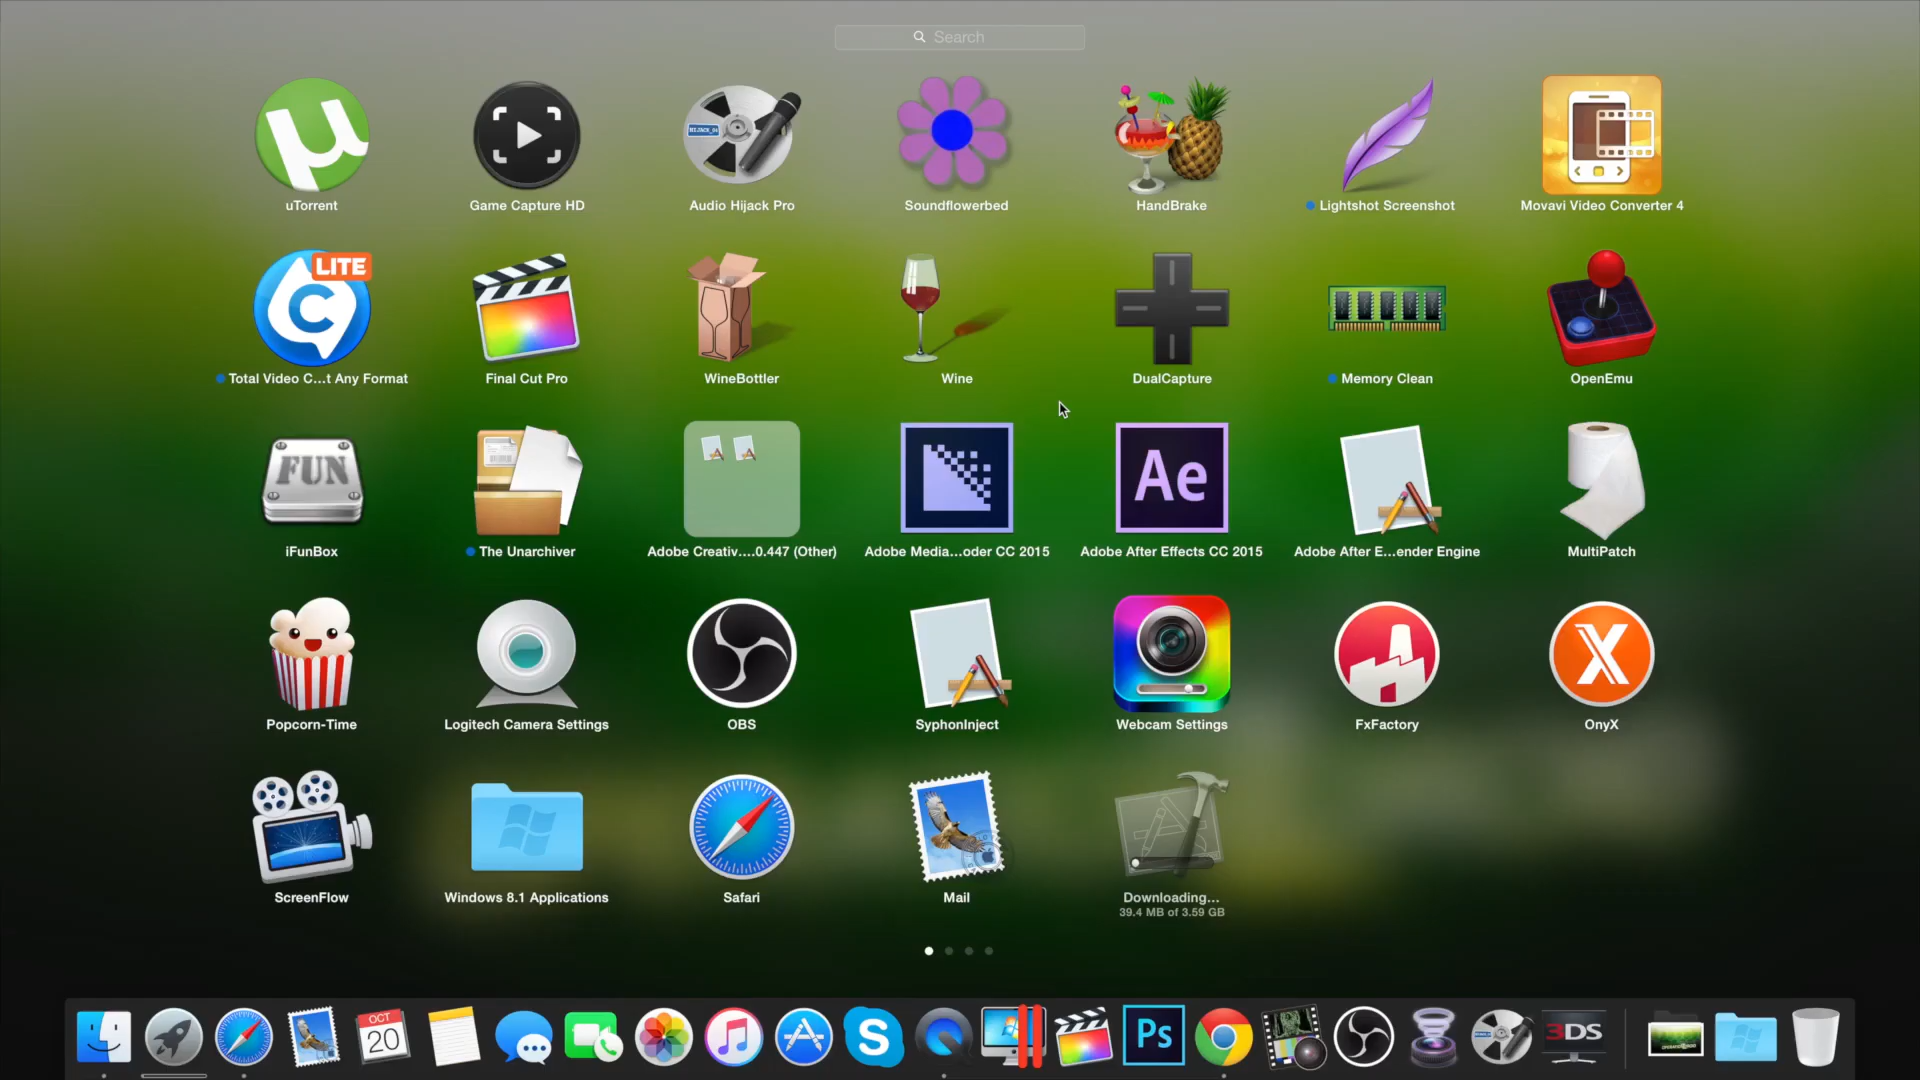 Search
uTorrent
Game Capture HD
HIJACK_01
Audio Hijack Pro
Soundflowerbed
HandBrake
Lightshot Screenshot
Movavi Video Converter 4
LITE
C
Total Video C...t Any Format
Final Cut Pro
WineBottler
Wine
DualCapture
Memory Clean
OpenEmu
FUN
iFunBox
The Unarchiver
Adobe Creativ....0.447 (Other)
Adobe Media...oder CC 2015
Ae
Adobe After Effects CC 2015
Adobe After E...ender Engine
MultiPatch
Popcorn-Time
Logitech Camera Settings
OBS
SyphonInject
Webcam Settings
FxFactory
X
OnyX
ScreenFlow
Windows 8.1 Applications
Safari
Mail
Downloading...
39.4 MB of 3.59 GB
OCT
20
S
Ps
3DS